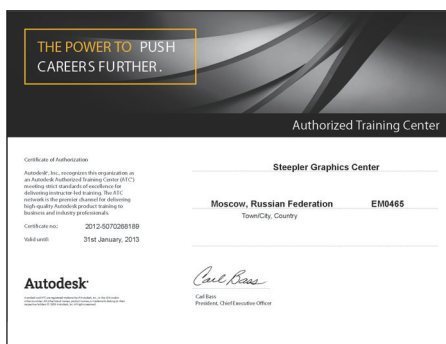 THE POWER TO PUSH
CAREERS FURTHER.
Authorized Training Center
Certificate of Authorization
Autodesk®, Inc., recognizes this organization as
an Autodesk Authorized Training Center (ATC®)
meeting strict standards of excellence for
delivering instructor-led training. The ATC
network is the premier channel for delivering
high-quality Autodesk product training to
business and industry professionals.
Certificate no.: 2012-5070268189
Valid until: 31st January, 2013
Steepler Graphics Center
Moscow, Russian Federation EM0465
Town/City, Country
Autodesk®
Carl Bass
Carl Bass
President, Chief Executive Officer